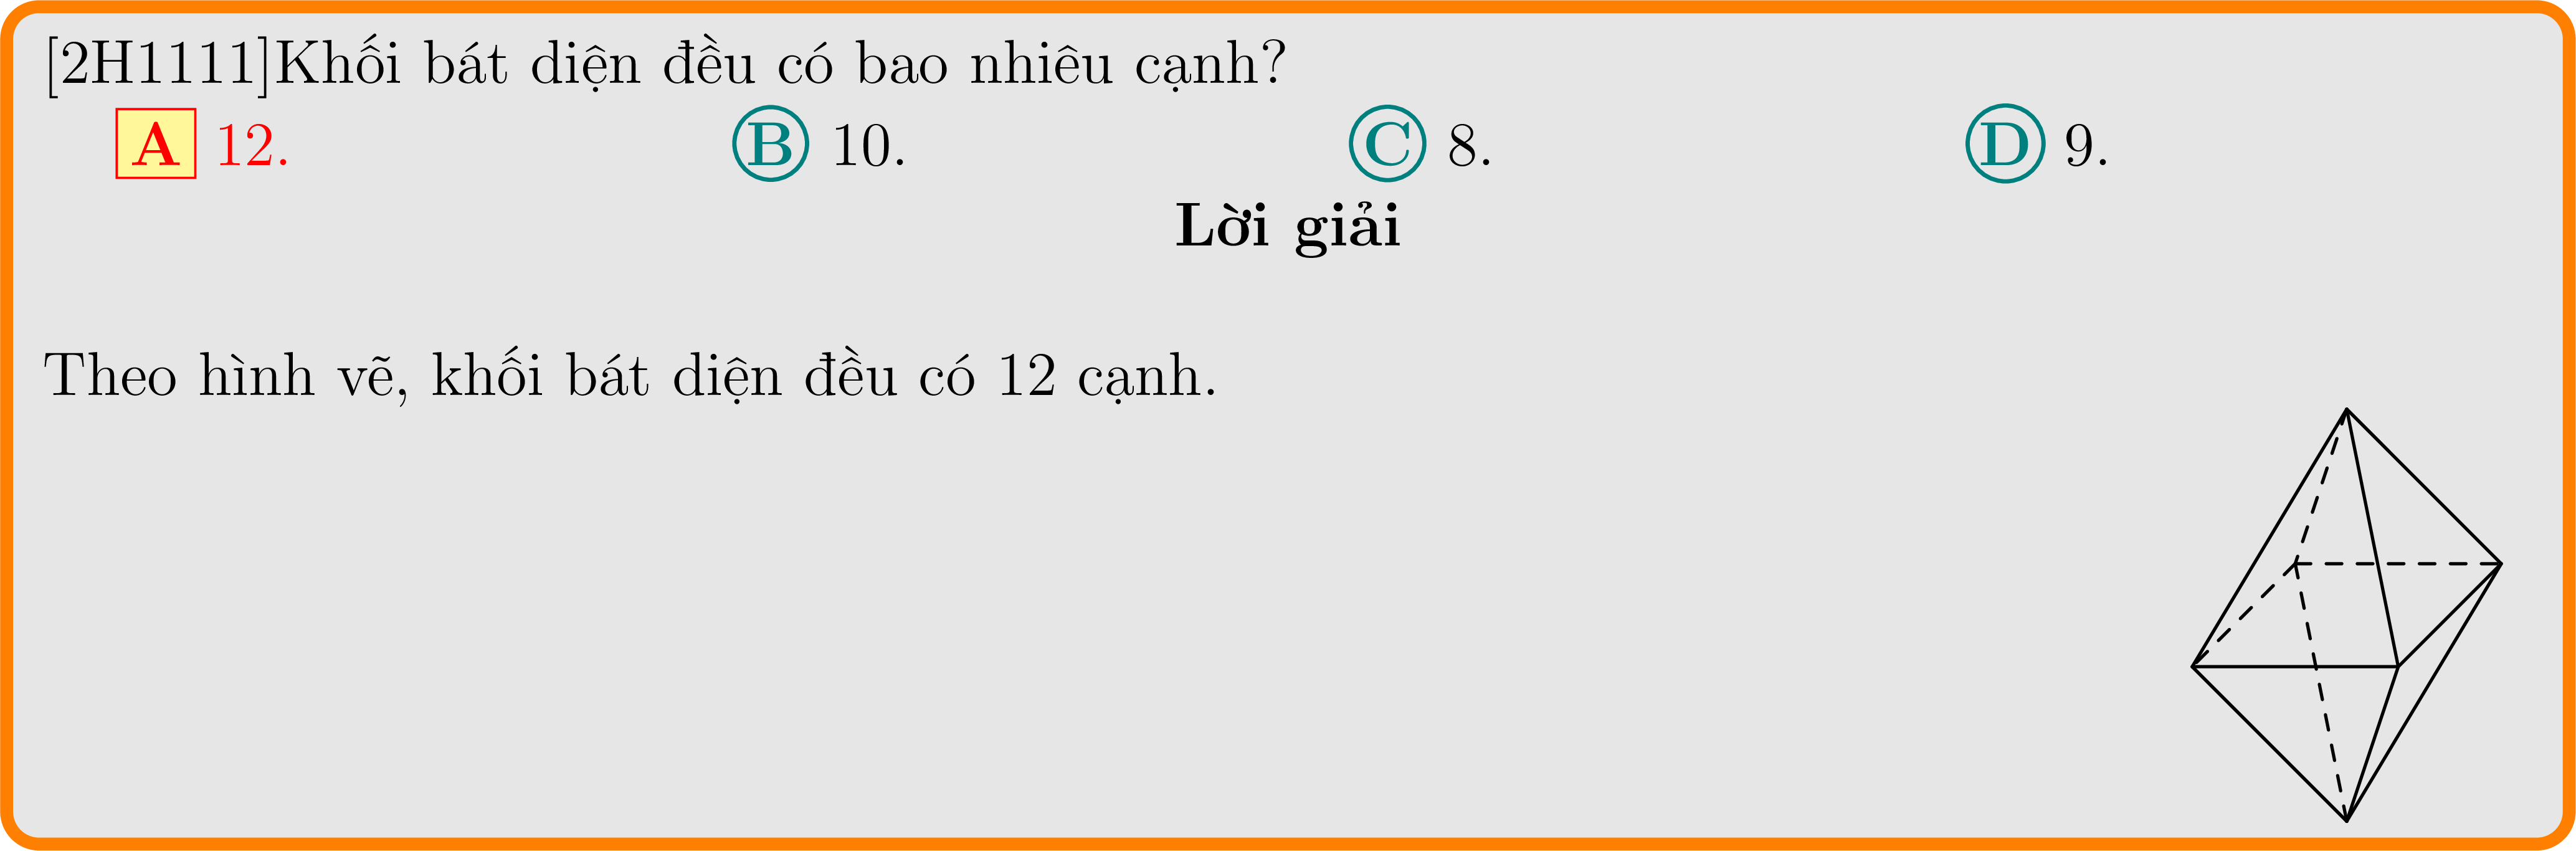 [2H1111]Khối bát diện đều có bao nhiêu cạnh?
A 12. B 10. C 8. D 9.
Lời giải
Theo hình vẽ, khối bát diện đều có 12 cạnh.